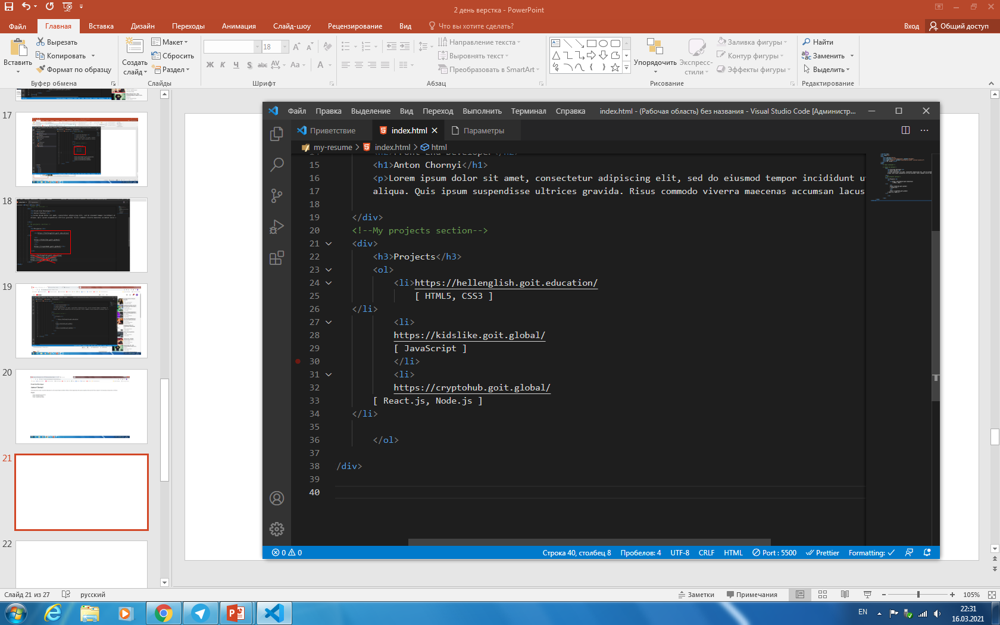 2 день верстка - PowerPoint
Файл Главная Вставка Дизайн Переходы Анимация Слайд-шоу Рецензирование Вид Что вы хотите сделать? Вход Общий доступ
Вставить
Вырезать
Копировать
Формат по образцу
Буфер обмена
Создать слайд
Макет
Сбросить
Раздел
Слайды
18
Ж К Ч S abc AV Aa A
Шрифт
Направление текста
Выровнять текст
Преобразовать в SmartArt
Абзац
Упорядочить
Экспресс-стили
Заливка фигуры
Контур фигуры
Эффекты фигуры
Рисование
Найти
Заменить
Выделить
Редактирование
17
18
19
20
21
22
Файл Правка Выделение Вид Переход Выполнить Терминал Справка index.html - (Рабочая область) без названия - Visual Studio Code [Администр...
Приветствие index.html Параметры
my-resume > index.html > html
15 <h1>Anton Chornyi</h1>
16 <p>Lorem ipsum dolor sit amet, consectetur adipiscing elit, sed do eiusmod tempor incididunt u
17 aliqua. Quis ipsum suspendisse ultrices gravida. Risus commodo viverra maecenas accumsan lacus
18
19 </div>
20 <!--My projects section-->
21 <div>
22 <h3>Projects</h3>
23 <ol>
24 <li>https://hellenglish.goit.education/
25 [ HTML5, CSS3 ]
26 </li>
27 <li>
28 https://kidslike.goit.global/
29 [ JavaScript ]
30 </li>
31 <li>
32 https://cryptohub.goit.global/
33 [ React.js, Node.js ]
34 </li>
35
36 </ol>
37
38 /div>
39
40
0 0 Строка 40, столбец 8 Пробелов: 4 UTF-8 CRLF HTML Port : 5500 Prettier Formatting:
Слайд 21 из 27 русский Заметки Примечания 105%
EN 22:31
16.03.2021